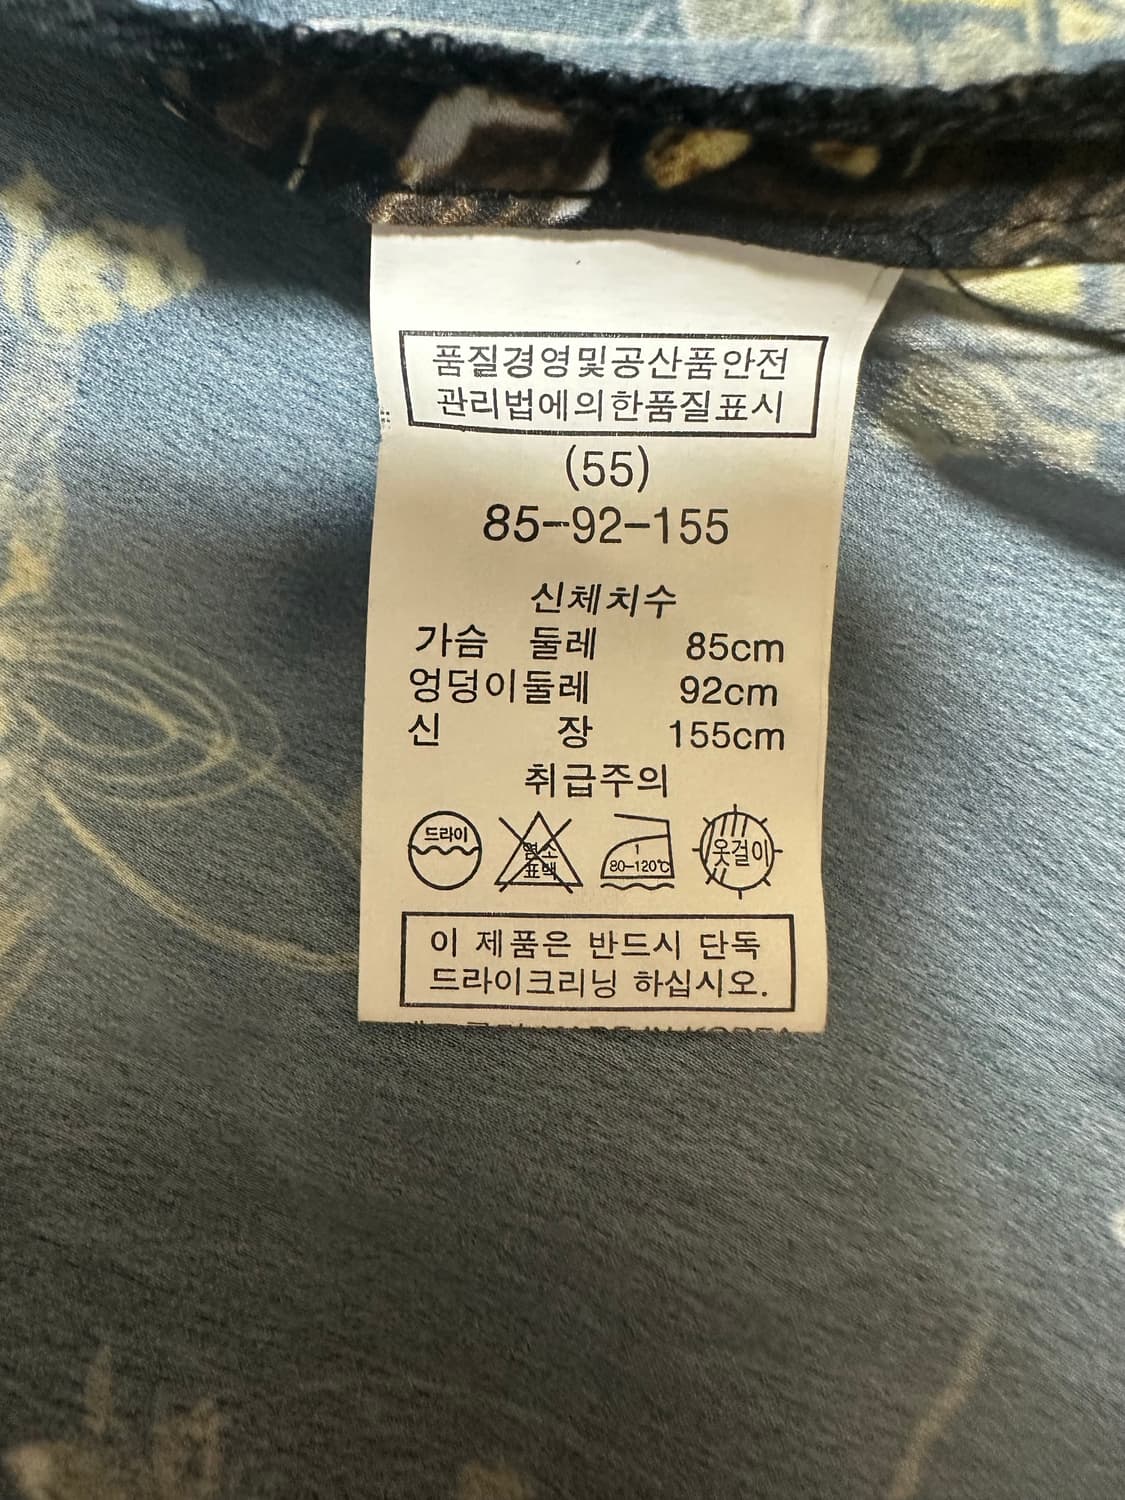 품질경영및공산품안전
관리법에의한품질표시
(55)
85-92-155
신체치수
가슴 둘레 85cm
엉덩이둘레 92cm
신 장 155cm
취급주의
드라이
염소
표백
1
80-120℃
옷걸이
이 제품은 반드시 단독
드라이크리닝 하십시오.
MADE IN KOREA